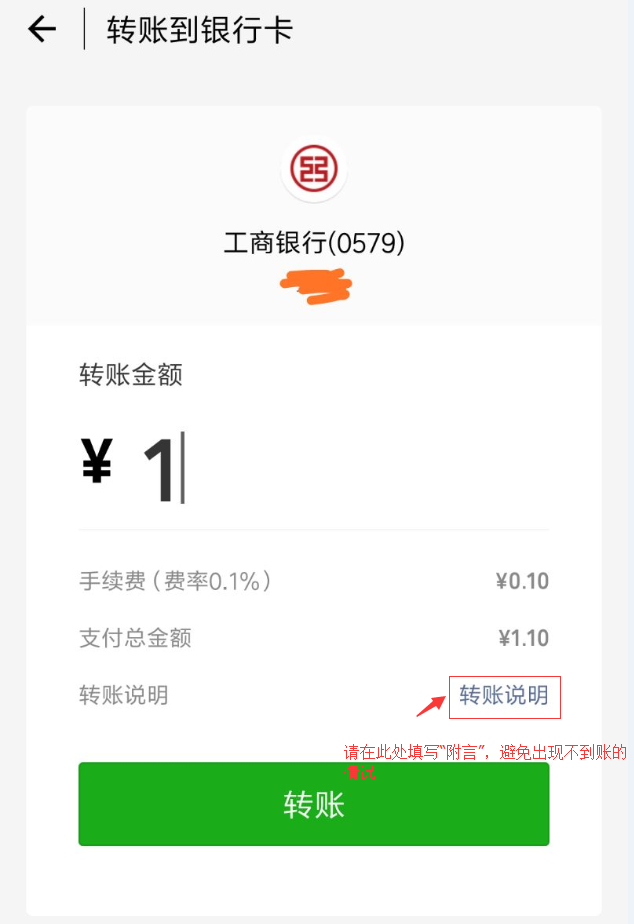 转账到银行卡
工商银行(0579)
转账金额
¥ 1
手续费(费率0.1%) ¥0.10
支付总金额 ¥1.10
转账说明 转账说明
请在此处填写“附言”，避免出现不到账的
情况
转账